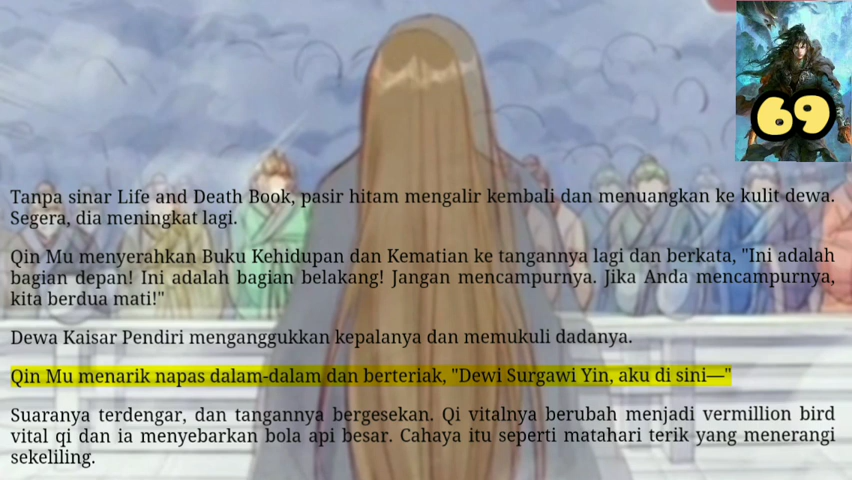 69
Tanpa sinar Life and Death Book, pasir hitam mengalir kembali dan menuangkan ke kulit dewa.
Segera, dia meningkat lagi.
Qin Mu menyerahkan Buku Kehidupan dan Kematian ke tangannya lagi dan berkata, "Ini adalah
bagian depan! Ini adalah bagian belakang! Jangan mencampurnya. Jika Anda mencampurnya,
kita berdua mati!"
Dewa Kaisar Pendiri menganggukkan kepalanya dan memukuli dadanya.
Qin Mu menarik napas dalam-dalam dan berteriak, "Dewi Surgawi Yin, aku di sini—"
Suaranya terdengar, dan tangannya bergesekan. Qi vitalnya berubah menjadi vermillion bird
vital qi dan ia menyebarkan bola api besar. Cahaya itu seperti matahari terik yang menerangi
sekeliling.